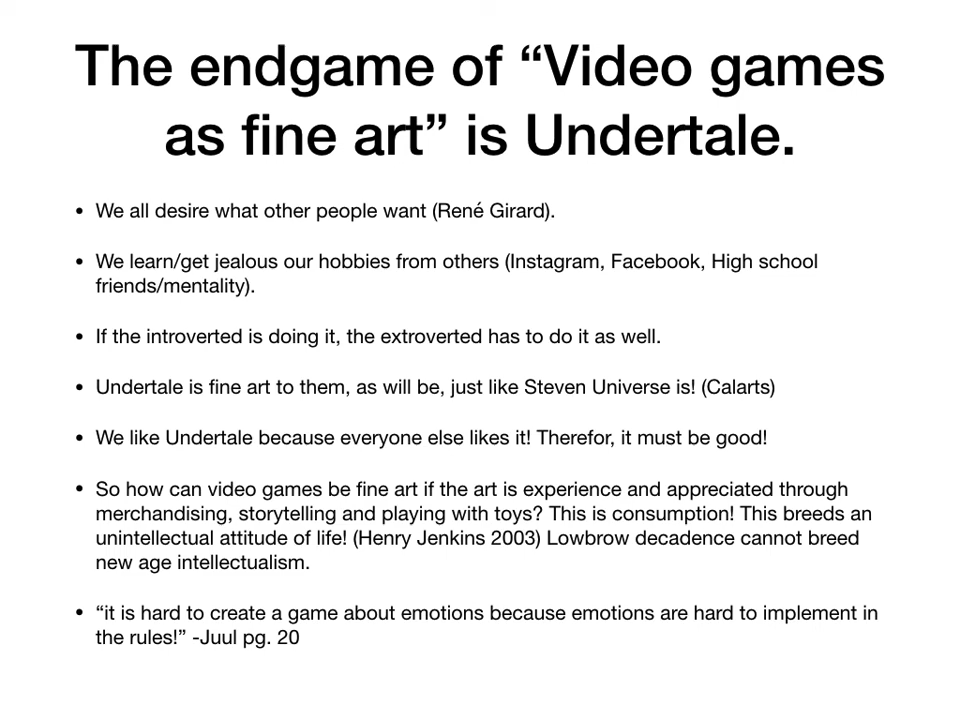 The endgame of “Video games
as fine art” is Undertale.
• We all desire what other people want (René Girard).
• We learn/get jealous our hobbies from others (Instagram, Facebook, High school
friends/mentality).
• If the introverted is doing it, the extroverted has to do it as well.
• Undertale is fine art to them, as will be, just like Steven Universe is! (Calarts)
• We like Undertale because everyone else likes it! Therefor, it must be good!
• So how can video games be fine art if the art is experience and appreciated through
merchandising, storytelling and playing with toys? This is consumption! This breeds an
unintellectual attitude of life! (Henry Jenkins 2003) Lowbrow decadence cannot breed
new age intellectualism.
• “it is hard to create a game about emotions because emotions are hard to implement in
the rules!” -Juul pg. 20